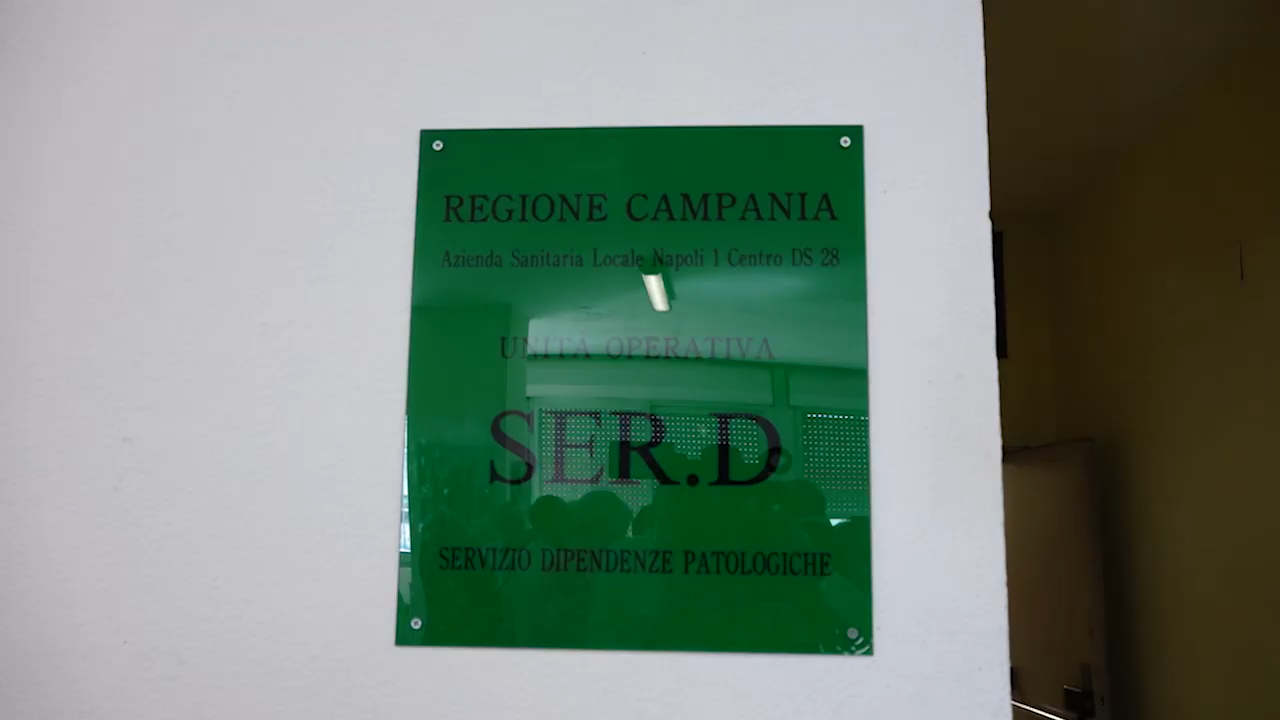 REGIONE CAMPANIA
Azienda Sanitaria Locale Napoli 1 Centro DS 28
UNITÀ OPERATIVA
SER.D
SERVIZIO DIPENDENZE PATOLOGICHE